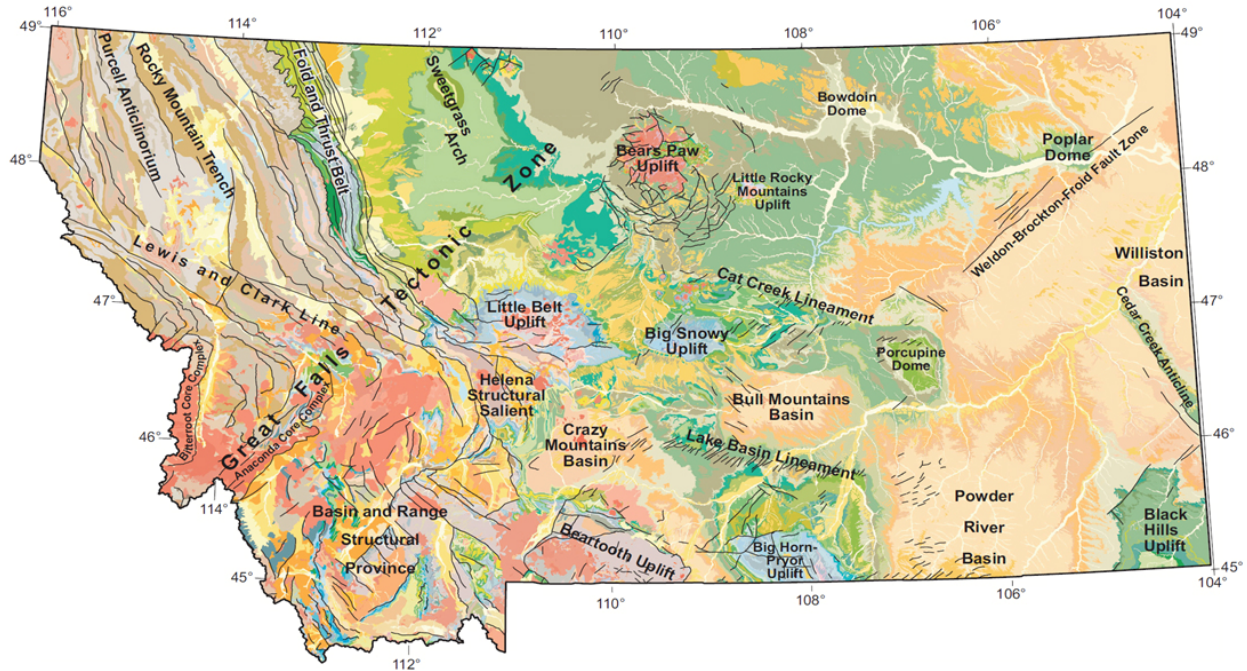 116°
114°
112°
110°
108°
106°
104°
49°
49°
Purcell Anticlinorium
Rocky Mountain Trench
Fold and Thrust Belt
Sweetgrass
Arch
Bowdoin
Dome
48°
Bears Paw
Uplift
Little Rocky
Mountains
Uplift
Poplar
Dome
48°
Weldon-Brockton-Froid Fault Zone
Great Falls Tectonic Zone
Lewis and Clark Line
47°
Little Belt
Uplift
Big Snowy
Uplift
Cat Creek Lineament
Williston
Basin
47°
Cedar Creek Anticline
Porcupine
Dome
Bitterroot Core Complex
Anaconda Core Complex
Helena
Structural
Salient
Bull Mountains
Basin
46°
Crazy
Mountains
Basin
Lake Basin Lineament
46°
114°
Basin and Range
Structural
Province
Beartooth Uplift
Big Horn-
Pryor
Uplift
Powder
River
Basin
Black
Hills
Uplift
45°
45°
112°
110°
108°
106°
104°